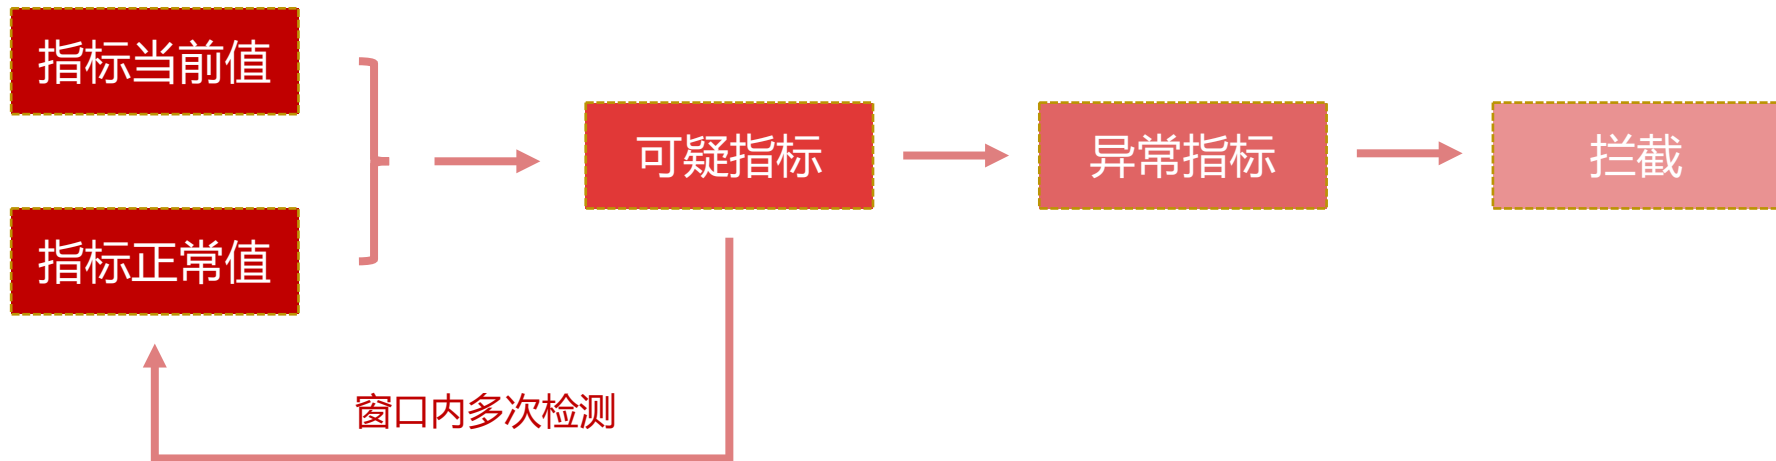 指标当前值
指标正常值
可疑指标
异常指标
拦截
窗口内多次检测